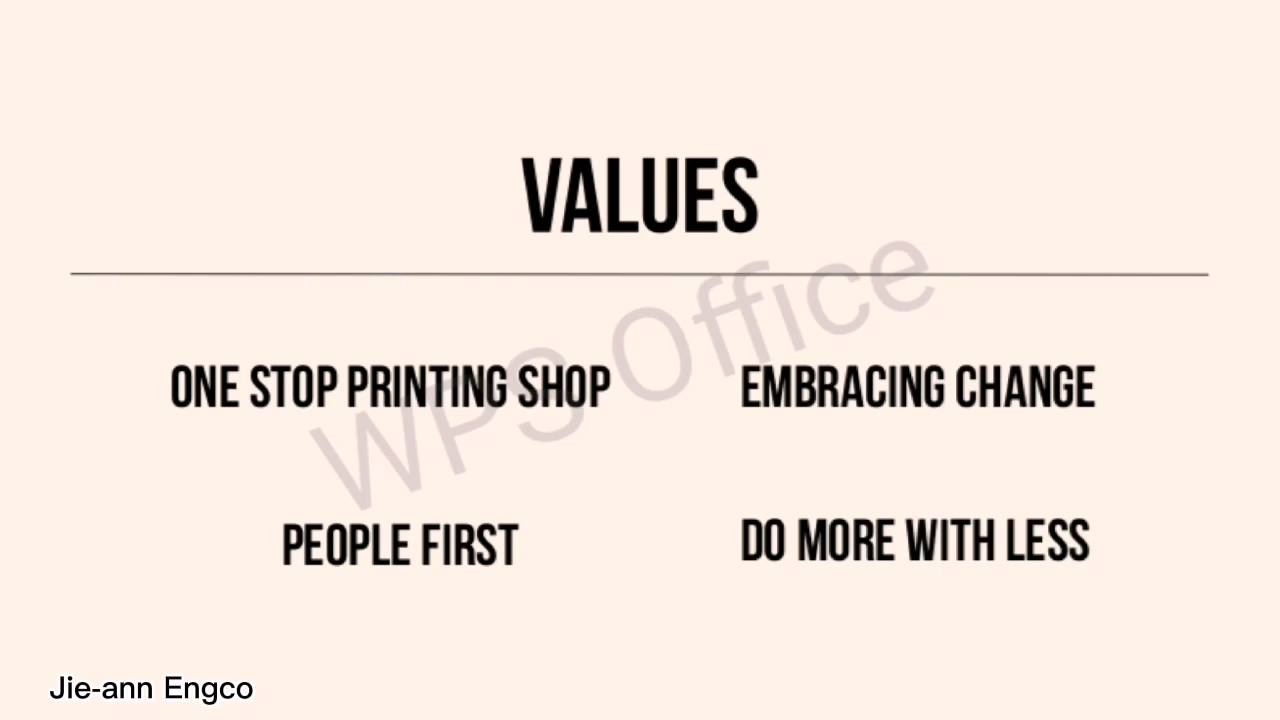 VALUES
WPS Office
ONE STOP PRINTING SHOP
EMBRACING CHANGE
PEOPLE FIRST
DO MORE WITH LESS
Jie-ann Engco